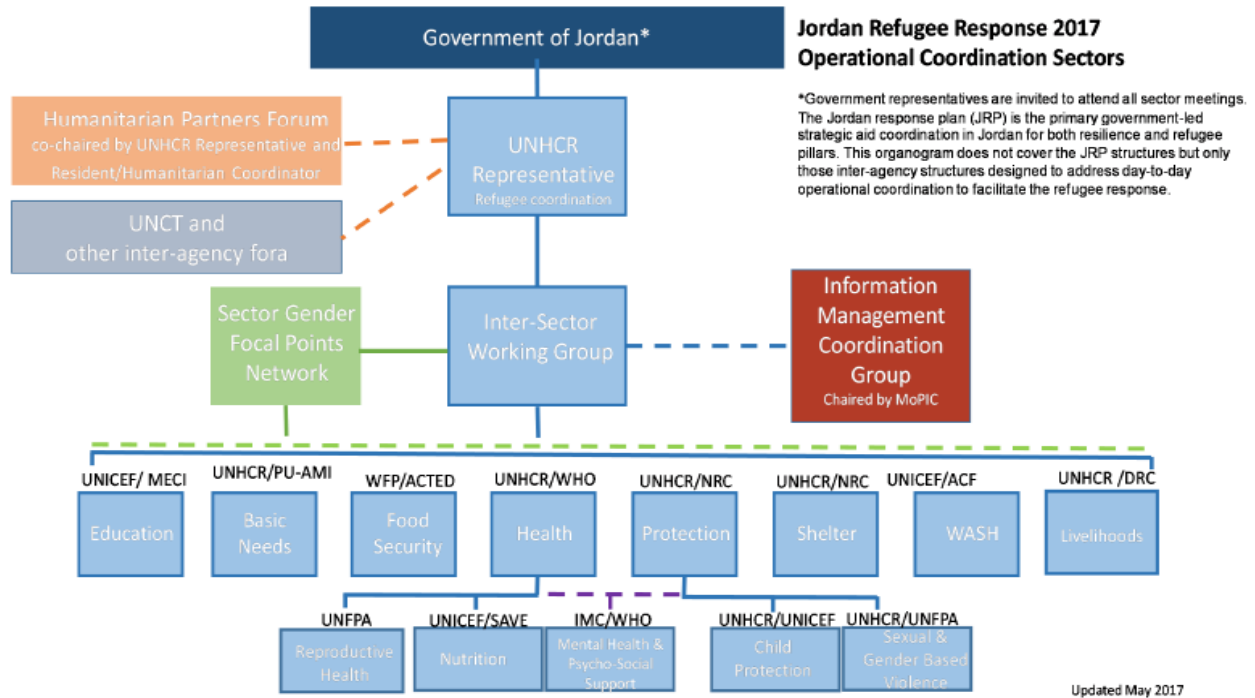 Government of Jordan*
Jordan Refugee Response 2017
Operational Coordination Sectors
*Government representatives are invited to attend all sector meetings.
The Jordan response plan (JRP) is the primary government-led
strategic aid coordination in Jordan for both resilience and refugee
pillars. This organogram does not cover the JRP structures but only
those inter-agency structures designed to address day-to-day
operational coordination to facilitate the refugee response.
Humanitarian Partners Forum
co-chaired by UNHCR Representative and
Resident/Humanitarian Coordinator
UNHCR
Representative
Refugee coordination
UNCT and
other inter-agency fora
Sector Gender
Focal Points
Network
Inter-Sector
Working Group
Information
Management
Coordination
Group
Chaired by MoPIC
UNICEF/ MECI
Education
UNHCR/PU-AMI
Basic
Needs
WFP/ACTED
Food
Security
UNHCR/WHO
Health
UNHCR/NRC
Protection
UNHCR/NRC
Shelter
UNICEF/ACF
WASH
UNHCR /DRC
Livelihoods
UNFPA
Reproductive
Health
UNICEF/SAVE
Nutrition
IMC/WHO
Mental Health &
Psycho-Social
Support
UNHCR/UNICEF
Child
Protection
UNHCR/UNFPA
Sexual &
Gender Based
Violence
Updated May 2017